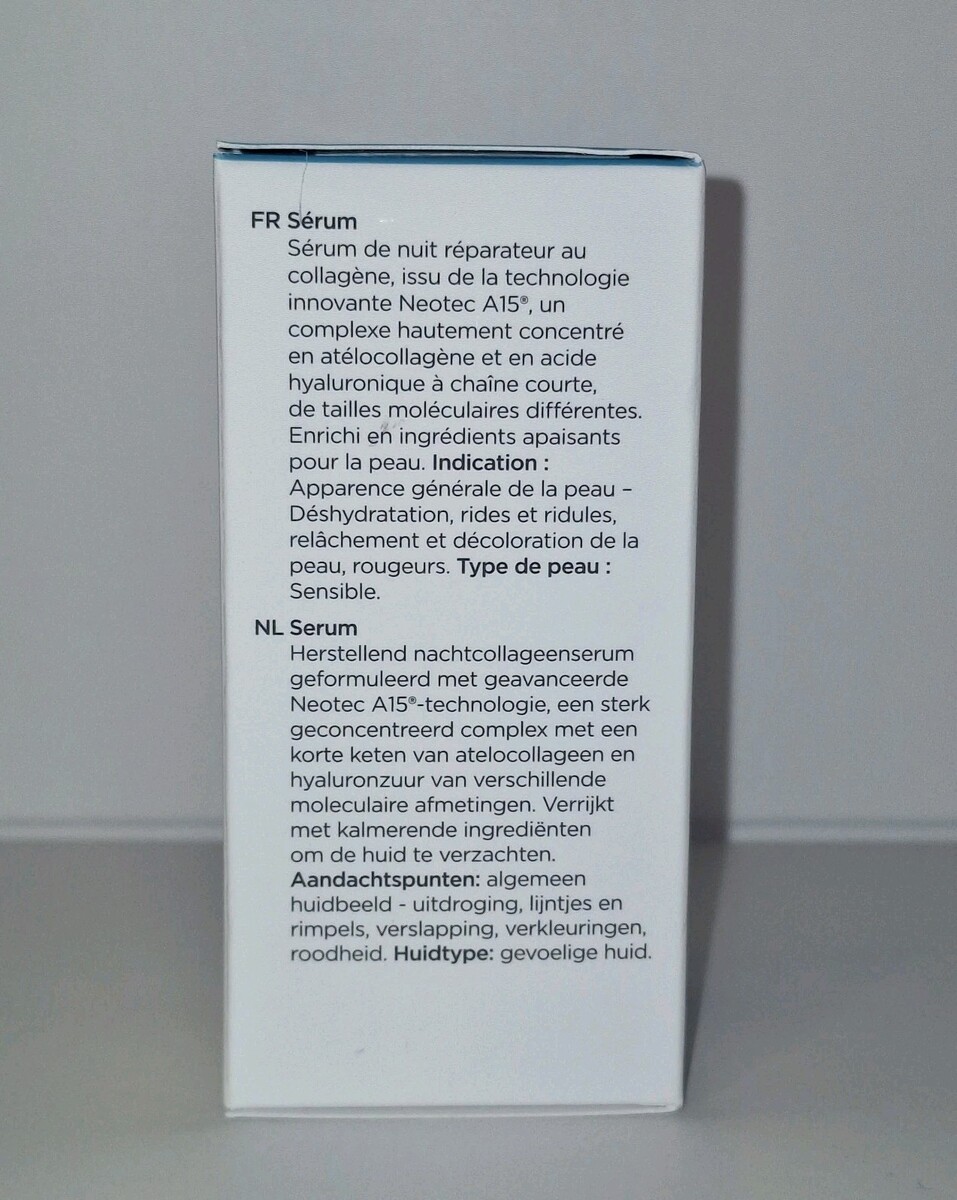 FR Sérum
Sérum de nuit réparateur au
collagène, issu de la technologie
innovante Neotec A15®, un
complexe hautement concentré
en atélocollagène et en acide
hyaluronique à chaîne courte,
de tailles moléculaires différentes.
Enrichi en ingrédients apaisants
pour la peau. Indication :
Apparence générale de la peau –
Déshydratation, rides et ridules,
relâchement et décoloration de la
peau, rougeurs. Type de peau :
Sensible.
NL Serum
Herstellend nachtcollageenserum
geformuleerd met geavanceerde
Neotec A15®-technologie, een sterk
geconcentreerd complex met een
korte keten van atelocollageen en
hyaluronzuur van verschillende
moleculaire afmetingen. Verrijkt
met kalmerende ingrediënten
om de huid te verzachten.
Aandachtspunten: algemeen
huidbeeld - uitdroging, lijntjes en
rimpels, verslapping, verkleuringen,
roodheid. Huidtype: gevoelige huid.